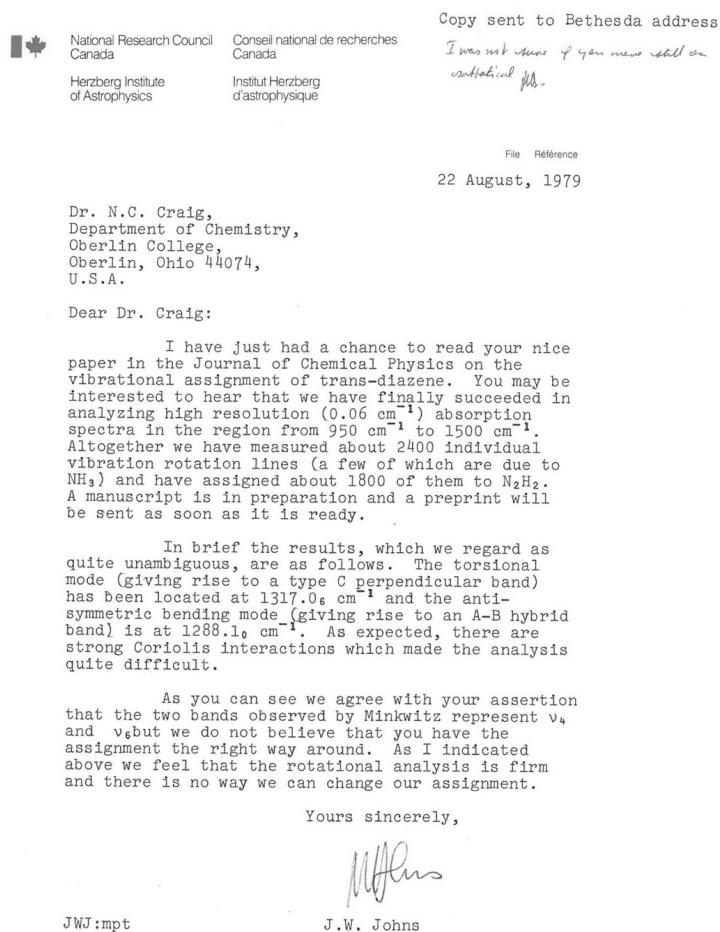 Copy sent to Bethesda address
I was not sure if you were still on
sabbatical
National Research Council
Canada
Conseil national de recherches
Canada
Herzberg Institute
of Astrophysics
Institut Herzberg
d'astrophysique
File Référence
22 August, 1979
Dr. N.C. Craig,
Department of Chemistry,
Oberlin College,
Oberlin, Ohio 44074,
U.S.A.
Dear Dr. Craig:
I have just had a chance to read your nice
paper in the Journal of Chemical Physics on the
vibrational assignment of trans-diazene. You may be
interested to hear that we have finally succeeded in
analyzing high resolution (0.06 cm⁻¹) absorption
spectra in the region from 950 cm⁻¹ to 1500 cm⁻¹.
Altogether we have measured about 2400 individual
vibration rotation lines (a few of which are due to
NH₃) and have assigned about 1800 of them to N₂H₂.
A manuscript is in preparation and a preprint will
be sent as soon as it is ready.
In brief the results, which we regard as
quite unambiguous, are as follows. The torsional
mode (giving rise to a type C perpendicular band)
has been located at 1317.0₆ cm⁻¹ and the anti-
symmetric bending mode (giving rise to an A-B hybrid
band) is at 1288.1₀ cm⁻¹. As expected, there are
strong Coriolis interactions which made the analysis
quite difficult.
As you can see we agree with your assertion
that the two bands observed by Minkwitz represent ν₄
and ν₆but we do not believe that you have the
assignment the right way around. As I indicated
above we feel that the rotational analysis is firm
and there is no way we can change our assignment.
Yours sincerely,
JWJ:mpt
J.W. Johns